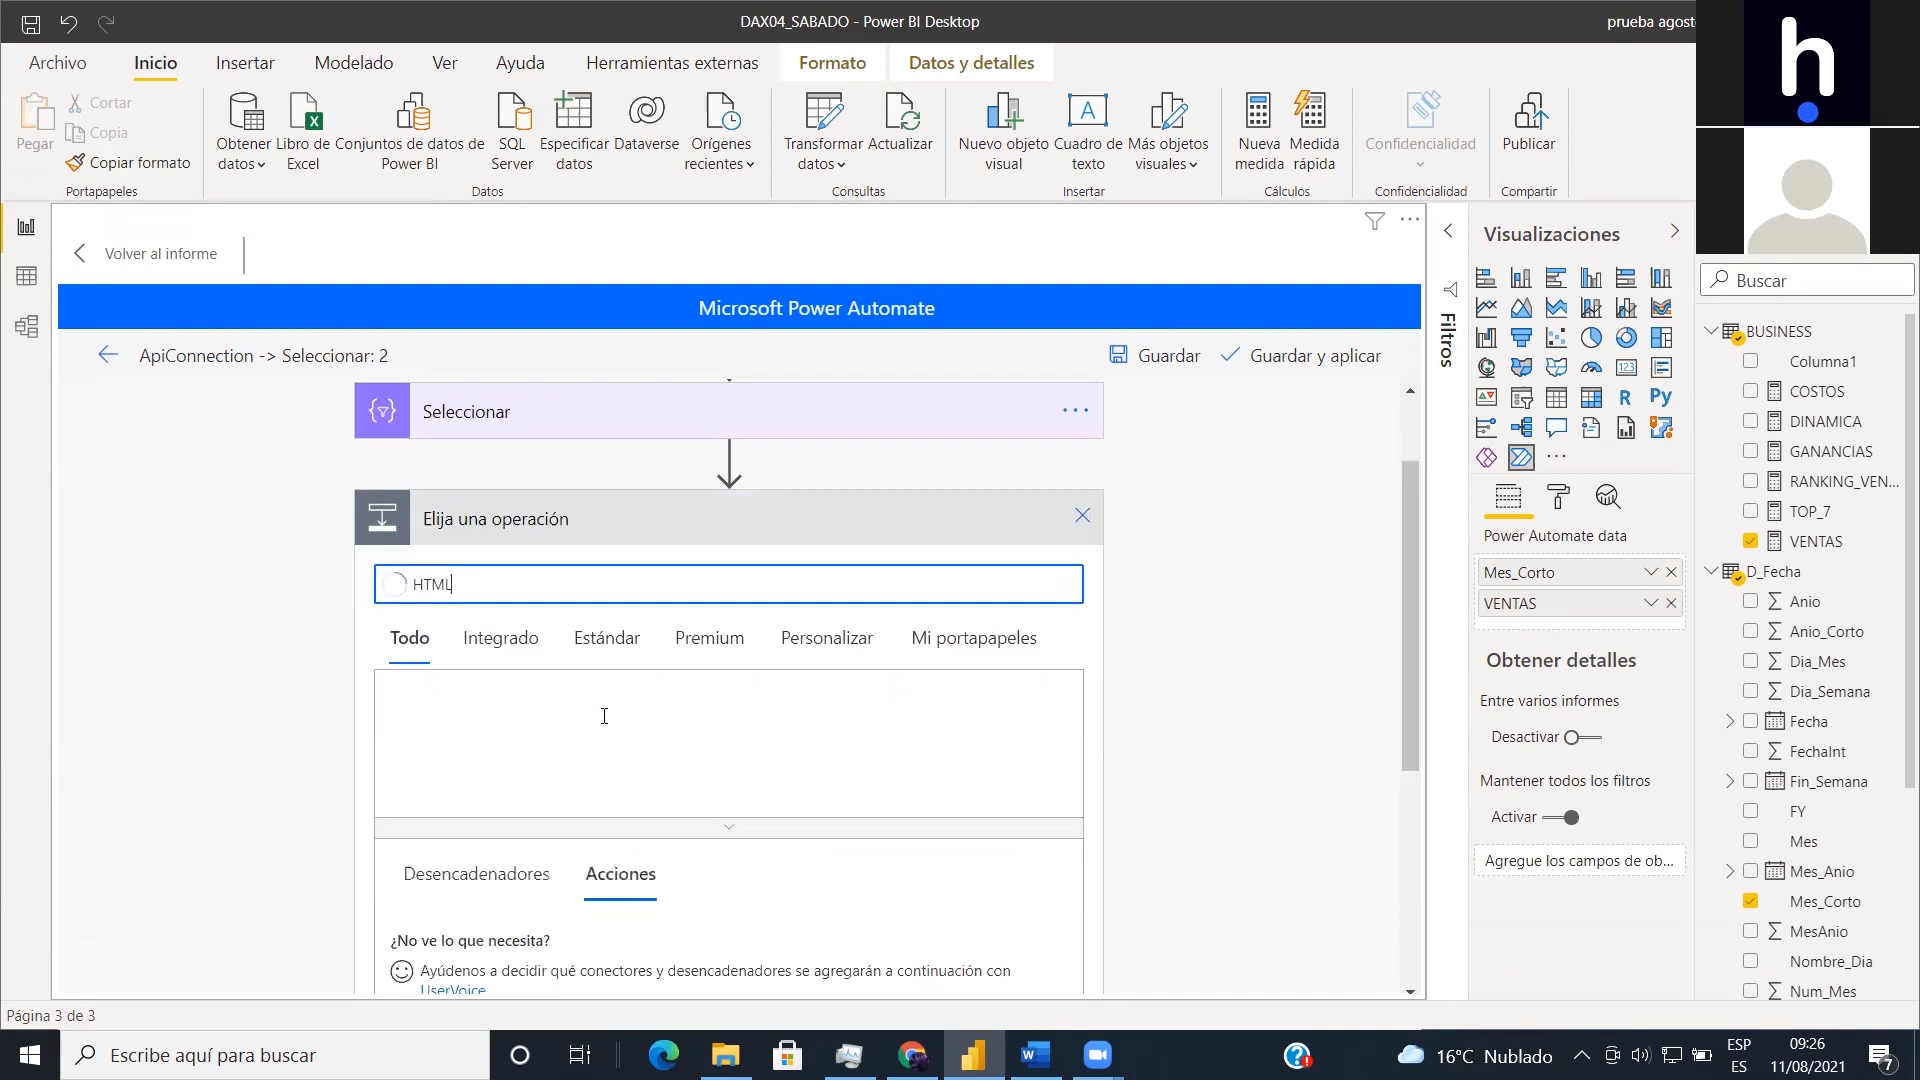 DAX04_SABADO - Power BI Desktop
prueba agost
h
Archivo
Inicio
Insertar
Modelado
Ver
Ayuda
Herramientas externas
Formato
Datos y detalles
Pegar
Cortar
Copia
Copiar formato
Portapapeles
Obtener datos
Libro de Excel
Conjuntos de datos de Power BI
SQL Server
Especificar datos
Dataverse
Orígenes recientes
Datos
Transformar datos
Actualizar
Consultas
Nuevo objeto visual
Cuadro de texto
Más objetos visuales
Insertar
Nueva medida
Medida rápida
Cálculos
Confidencialidad
Confidencialidad
Publicar
Compartir
Volver al informe
Microsoft Power Automate
ApiConnection -> Seleccionar: 2
Guardar
Guardar y aplicar
Seleccionar
Elija una operación
HTML
Todo
Integrado
Estándar
Premium
Personalizar
Mi portapapeles
Desencadenadores
Acciones
¿No ve lo que necesita?
Ayúdenos a decidir qué conectores y desencadenadores se agregarán a continuación con
UserVoice
Filtros
Visualizaciones
123
R
Py
Power Automate data
Mes_Corto
VENTAS
Obtener detalles
Entre varios informes
Desactivar
Mantener todos los filtros
Activar
Agregue los campos de ob...
Buscar
BUSINESS
Columna1
COSTOS
DINAMICA
GANANCIAS
RANKING_VEN...
TOP_7
VENTAS
D_Fecha
Anio
Anio_Corto
Dia_Mes
Dia_Semana
Fecha
FechaInt
Fin_Semana
FY
Mes
Mes_Anio
Mes_Corto
MesAnio
Nombre_Dia
Num_Mes
Página 3 de 3
Escribe aquí para buscar
16°C Nublado
ESP
ES
09:26
11/08/2021
7